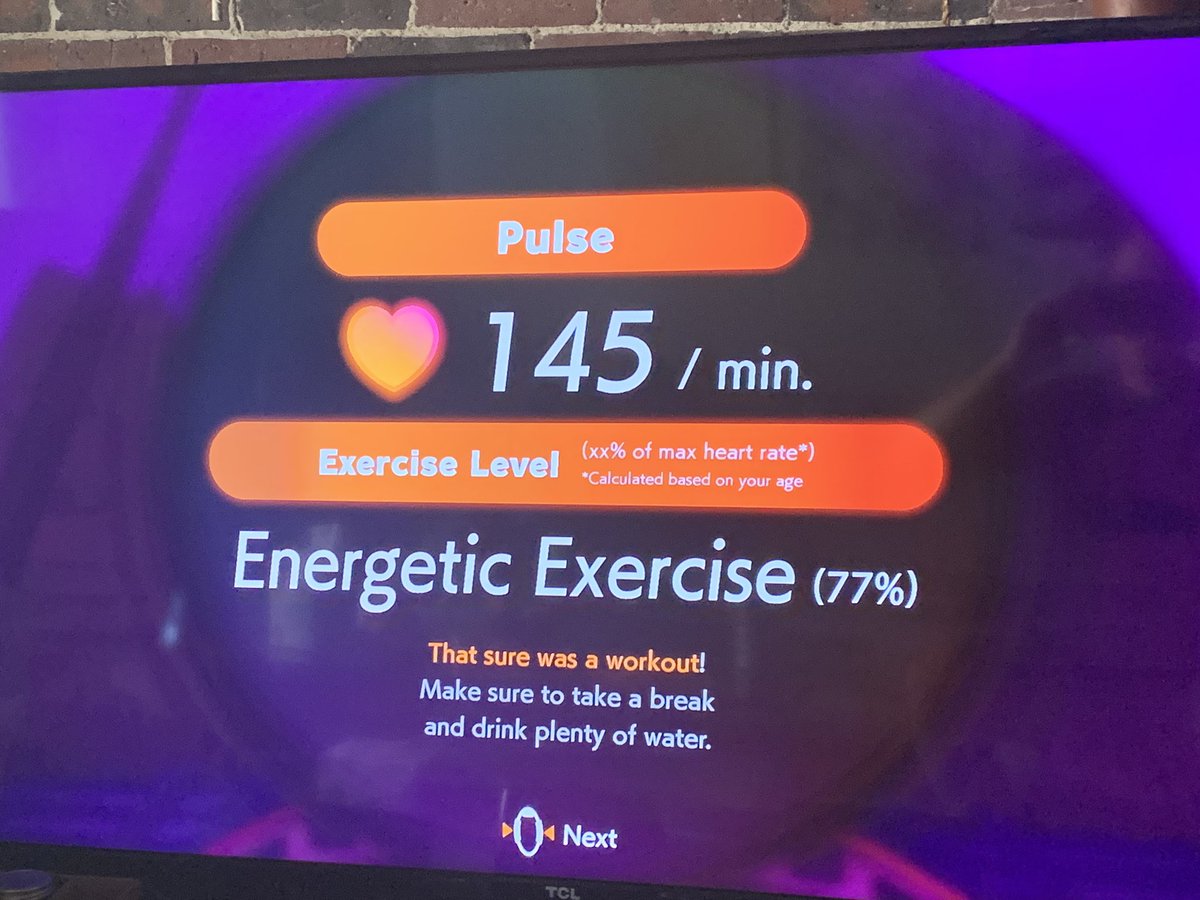 Pulse
145 / min.
Exercise Level (xx% of max heart rate*)
*Calculated based on your age
Energetic Exercise (77%)
That sure was a workout!
Make sure to take a break
and drink plenty of water.
Next
TCL